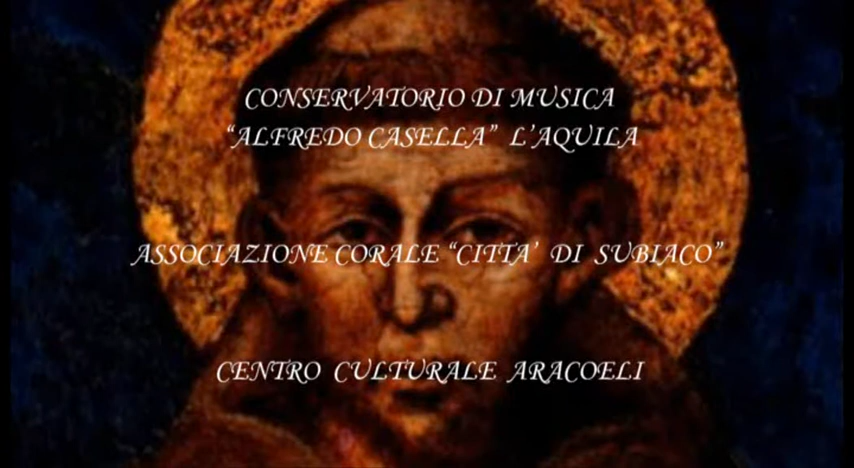 CONSERVATORIO DI MUSICA
“ALFREDO CASELLA” L’AQUILA
ASSOCIAZIONE CORALE “CITTA’ DI SUBIACO”
CENTRO CULTURALE ARACOELI